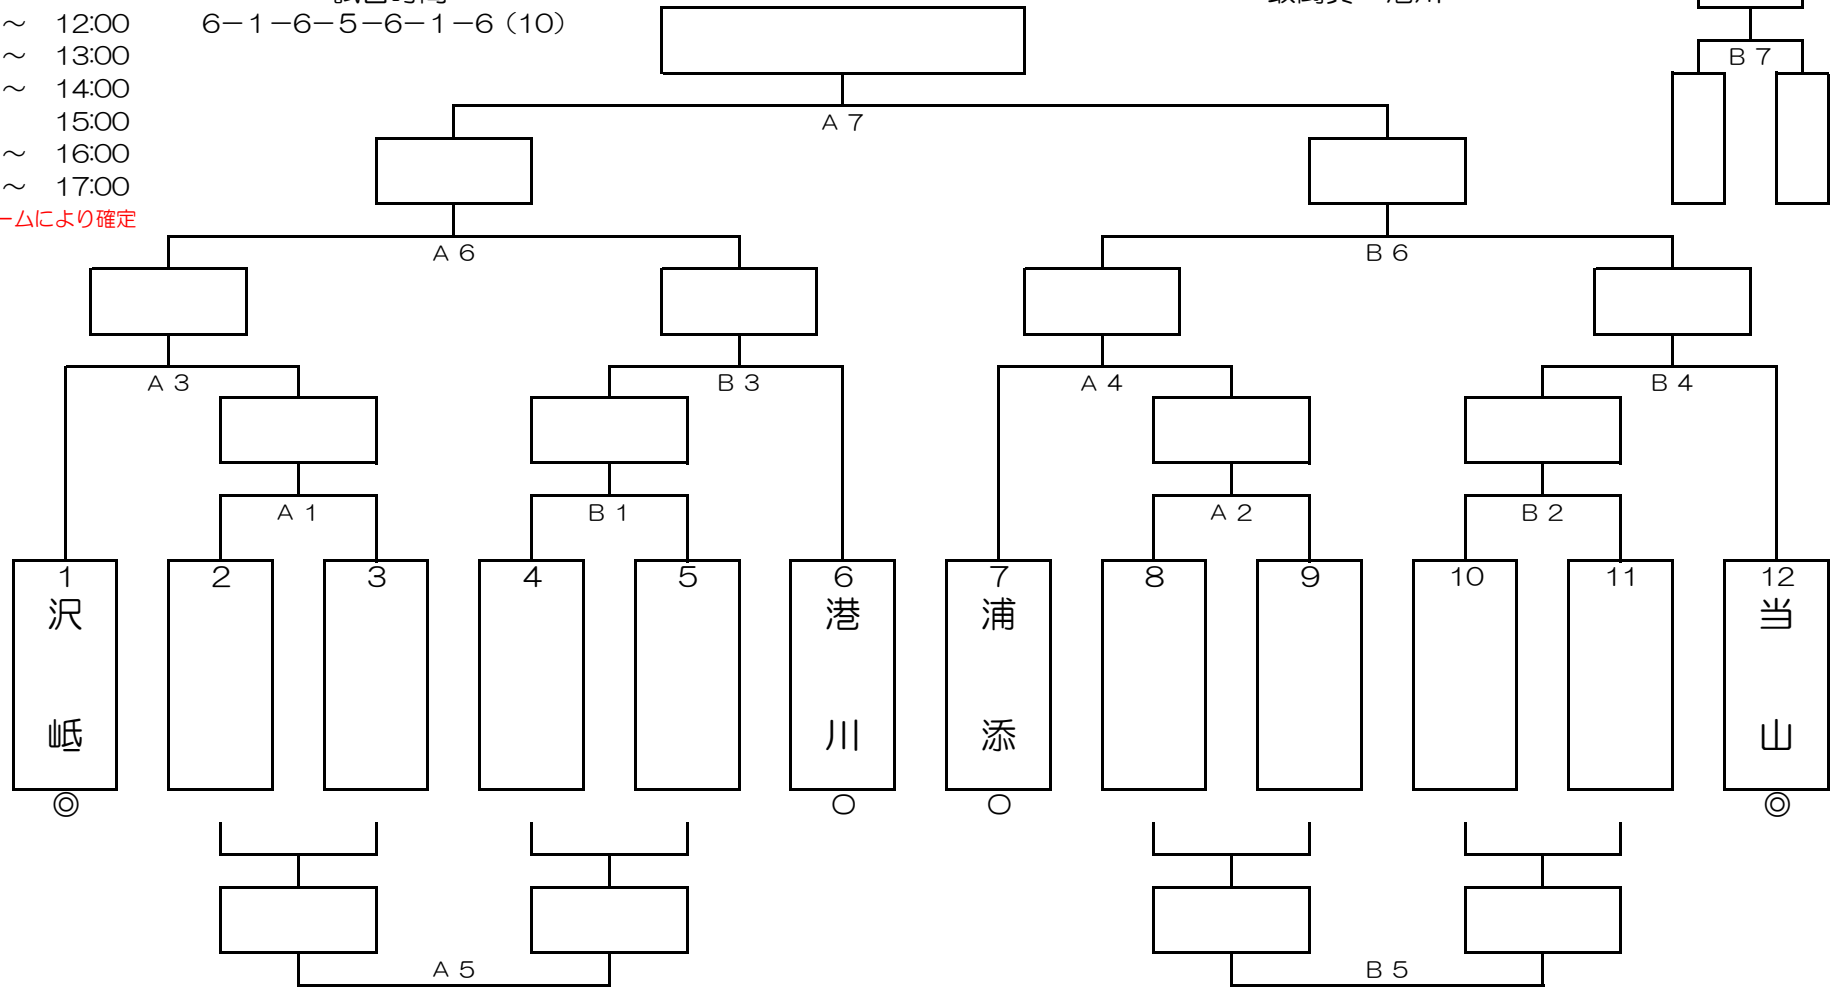 ～ 12:00 6－1－6－5－6－1－6（10）
～ 13:00
B 7
～ 14:00
15:00
A 7
～ 16:00
～ 17:00
ームにより確定
A 6
B 6
A 3
B 3
A 4
B 4
A 1
B 1
A 2
B 2
1 2 3 4 5 6 7 8 9 10 11 12
沢岻
港川
浦添
当山
◎ ○ ○ ◎
A 5
B 5